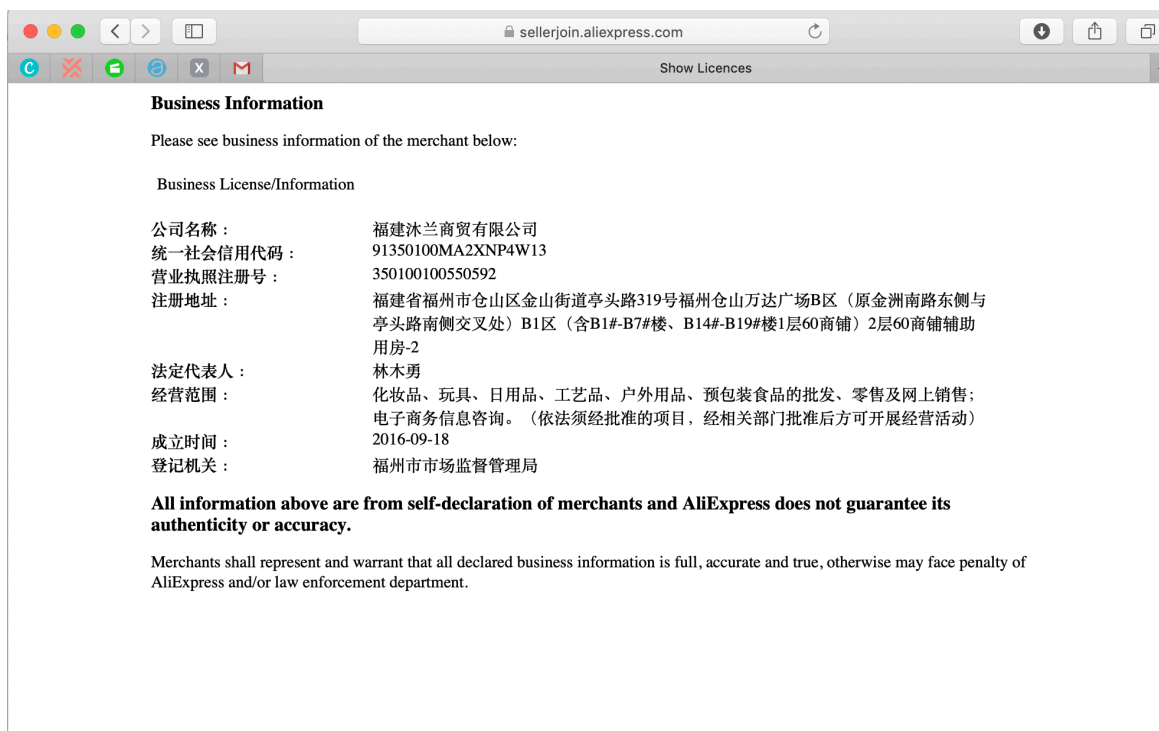 sellerjoin.aliexpress.com
Show Licences
Business Information
Please see business information of the merchant below:
Business License/Information
公司名称： 福建沐兰商贸有限公司
统一社会信用代码： 91350100MA2XNP4W13
营业执照注册号： 350100100550592
注册地址： 福建省福州市仓山区金山街道亭头路319号福州仓山万达广场B区（原金洲南路东侧与
亭头路南侧交叉处）B1区（含B1#-B7#楼、B14#-B19#楼1层60商铺）2层60商铺辅助
用房-2
法定代表人： 林木勇
经营范围： 化妆品、玩具、日用品、工艺品、户外用品、预包装食品的批发、零售及网上销售；
电子商务信息咨询。（依法须经批准的项目，经相关部门批准后方可开展经营活动）
成立时间： 2016-09-18
登记机关： 福州市市场监督管理局
All information above are from self-declaration of merchants and AliExpress does not guarantee its
authenticity or accuracy.
Merchants shall represent and warrant that all declared business information is full, accurate and true, otherwise may face penalty of
AliExpress and/or law enforcement department.